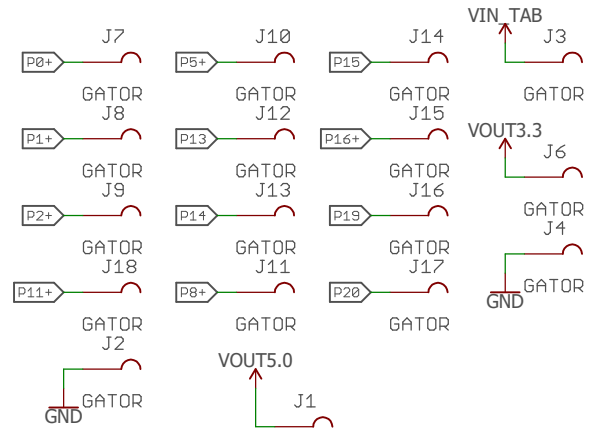 VIN_TAB
J7 J10 J14 J3
P0+ P5+ P15
GATOR GATOR GATOR GATOR
J8 J12 J15
VOUT3.3
P1+ P13 P16+
J6
GATOR GATOR GATOR
J9 J13 J16
P2+ P14 P19
GATOR
J4
GATOR GATOR GATOR
J18 J11 J17
P11+ P8+ P20
GATOR
GND
GATOR GATOR GATOR
J2
VOUT5.0
GATOR J1
GND